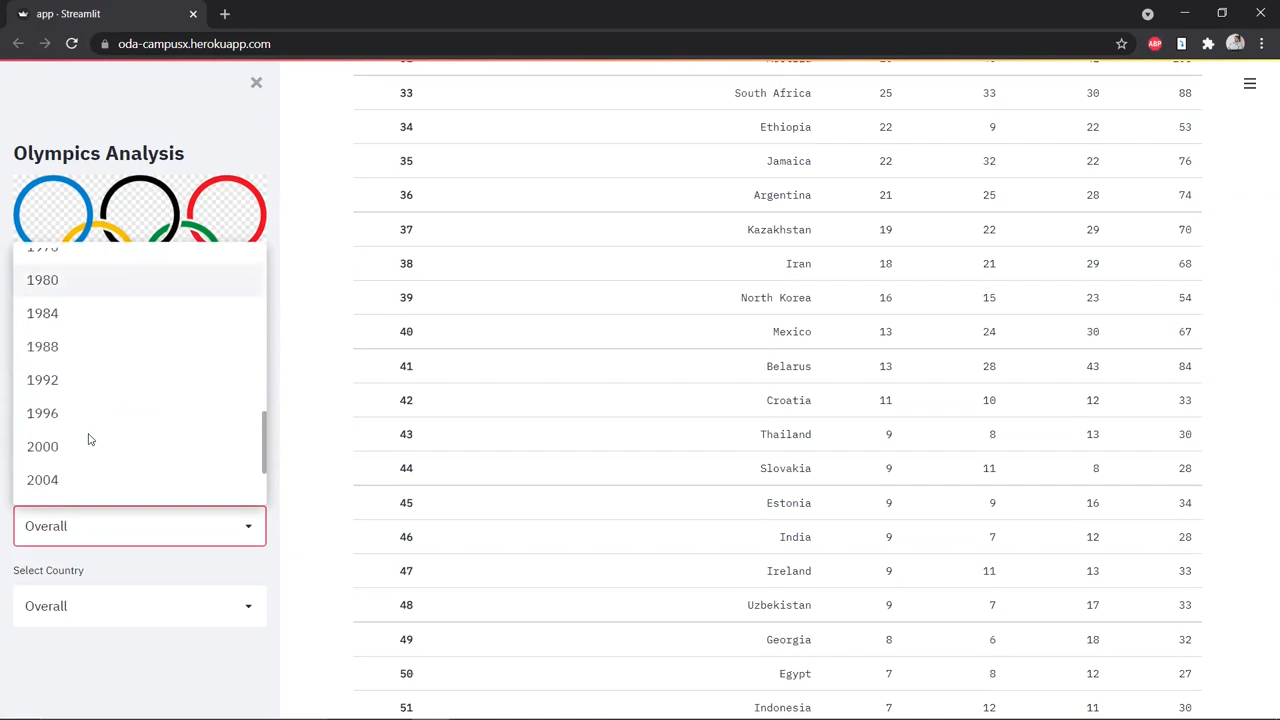 app - Streamlit
oda-campusx.herokuapp.com
ABP
Olympics Analysis
1980
1984
1988
1992
1996
2000
2004
Overall
Select Country
Overall
33 South Africa 25 33 30 88
34 Ethiopia 22 9 22 53
35 Jamaica 22 32 22 76
36 Argentina 21 25 28 74
37 Kazakhstan 19 22 29 70
38 Iran 18 21 29 68
39 North Korea 16 15 23 54
40 Mexico 13 24 30 67
41 Belarus 13 28 43 84
42 Croatia 11 10 12 33
43 Thailand 9 8 13 30
44 Slovakia 9 11 8 28
45 Estonia 9 9 16 34
46 India 9 7 12 28
47 Ireland 9 11 13 33
48 Uzbekistan 9 7 17 33
49 Georgia 8 6 18 32
50 Egypt 7 8 12 27
51 Indonesia 7 12 11 30